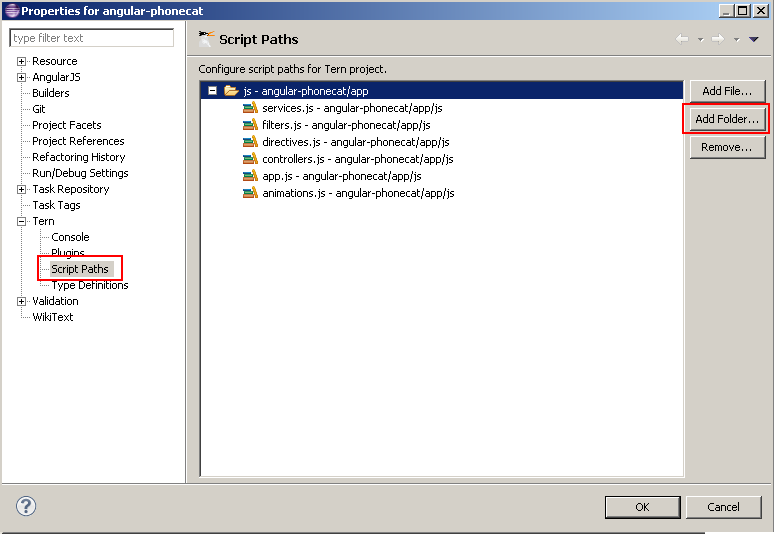 Properties for angular-phonecat
type filter text
Resource
AngularJS
Builders
Git
Project Facets
Project References
Refactoring History
Run/Debug Settings
Task Repository
Task Tags
Tern
Console
Plugins
Script Paths
Type Definitions
Validation
WikiText
Script Paths
Configure script paths for Tern project.
js - angular-phonecat/app
services.js - angular-phonecat/app/js
filters.js - angular-phonecat/app/js
directives.js - angular-phonecat/app/js
controllers.js - angular-phonecat/app/js
app.js - angular-phonecat/app/js
animations.js - angular-phonecat/app/js
Add File...
Add Folder...
Remove...
?
OK
Cancel